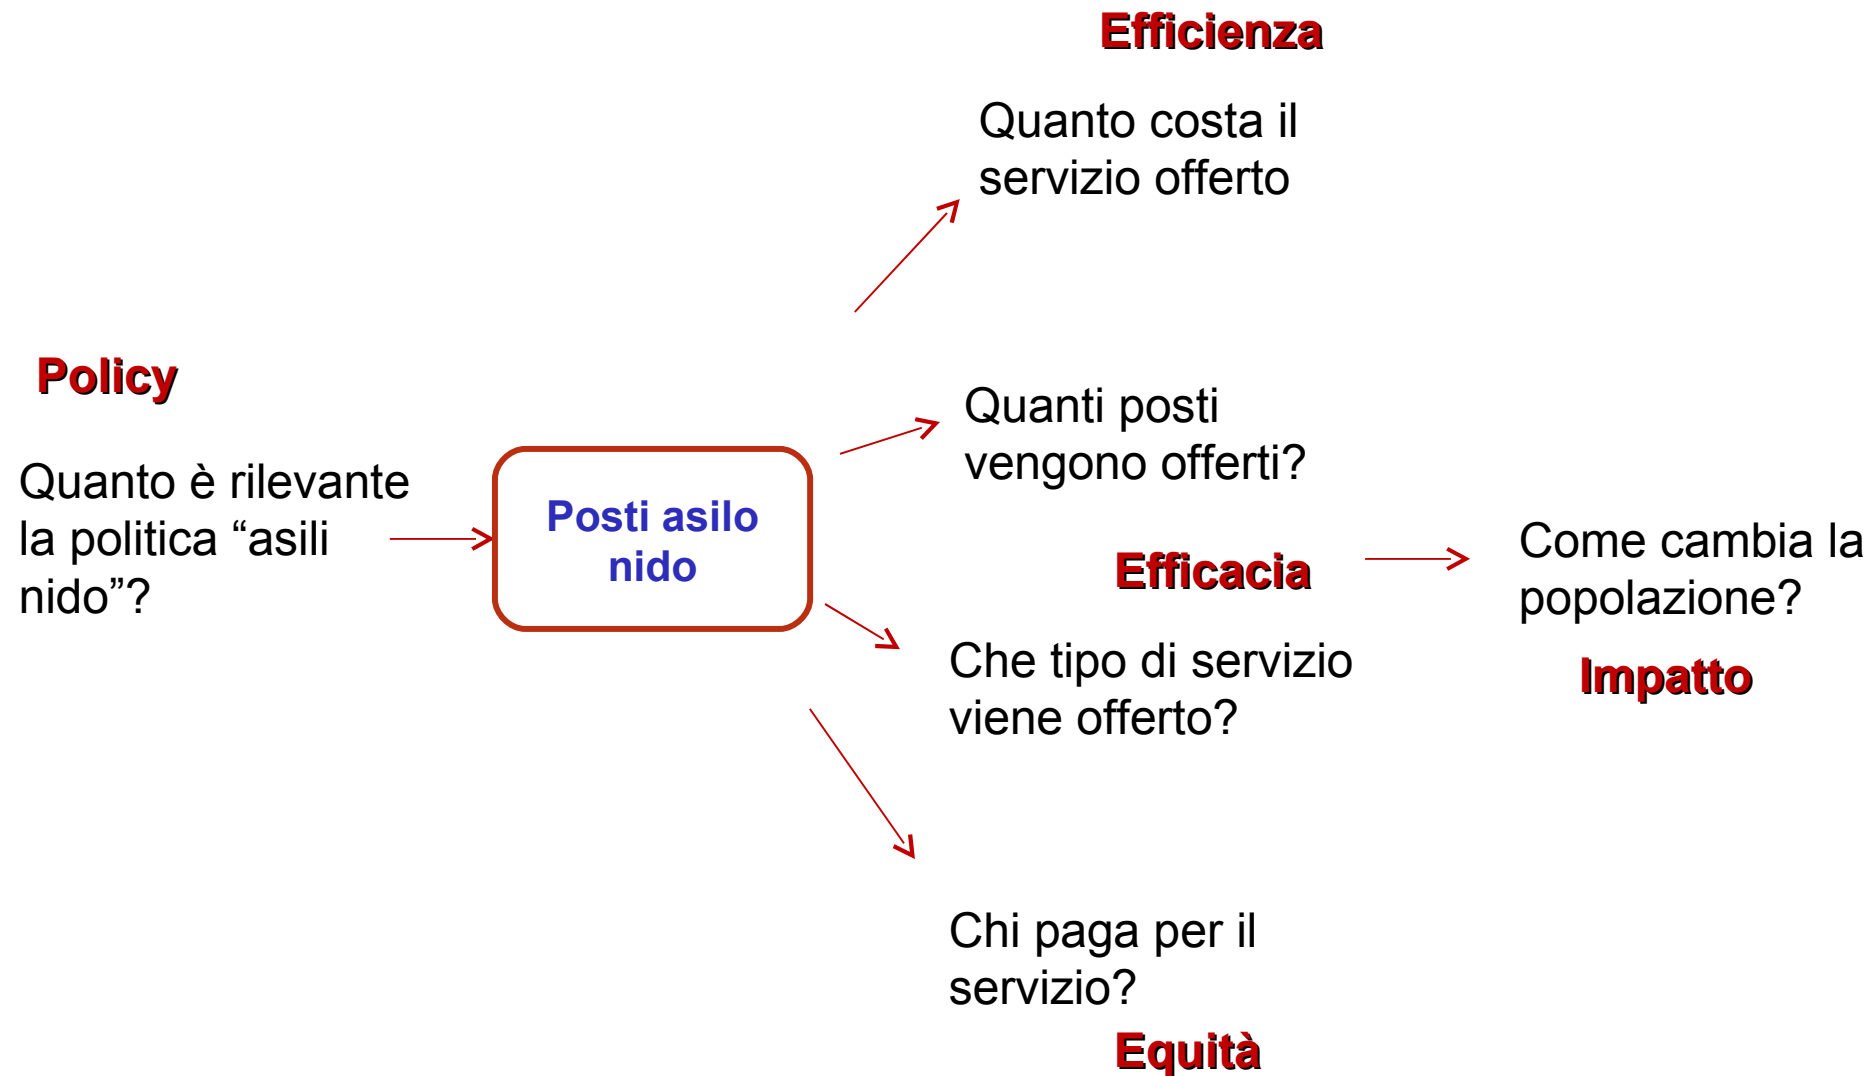 Efficienza
Quanto costa il
servizio offerto
Policy
Quanto è rilevante
la politica “asili
nido”?
Posti asilo
nido
Quanti posti
vengono offerti?
Efficacia
Che tipo di servizio
viene offerto?
Come cambia la
popolazione?
Impatto
Chi paga per il
servizio?
Equità